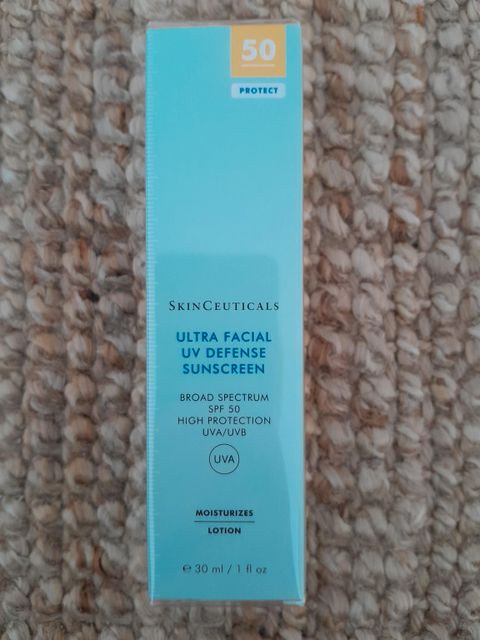 50
PROTECT
SKINCEUTICALS
ULTRA FACIAL
UV DEFENSE
SUNSCREEN
BROAD SPECTRUM
SPF 50
HIGH PROTECTION
UVA/UVB
UVA
MOISTURIZES
LOTION
℮ 30 ml / 1 fl oz